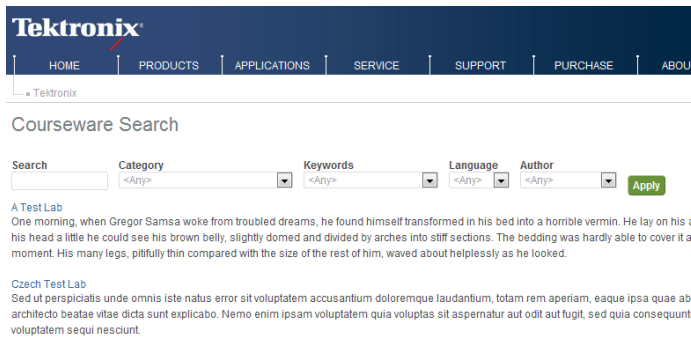 Tektronix
HOME PRODUCTS APPLICATIONS SERVICE SUPPORT PURCHASE ABOU
Tektronix
Courseware Search
Search Category Keywords Language Author
<Any> <Any> <Any> <Any> Apply
A Test Lab
One morning, when Gregor Samsa woke from troubled dreams, he found himself transformed in his bed into a horrible vermin. He lay on his a
his head a little he could see his brown belly, slightly domed and divided by arches into stiff sections. The bedding was hardly able to cover it a
moment. His many legs, pitifully thin compared with the size of the rest of him, waved about helplessly as he looked.
Czech Test Lab
Sed ut perspiciatis unde omnis iste natus error sit voluptatem accusantium doloremque laudantium, totam rem aperiam, eaque ipsa quae ab
architecto beatae vitae dicta sunt explicabo. Nemo enim ipsam voluptatem quia voluptas sit aspernatur aut odit aut fugit, sed quia consequunt
voluptatem sequi nesciunt.